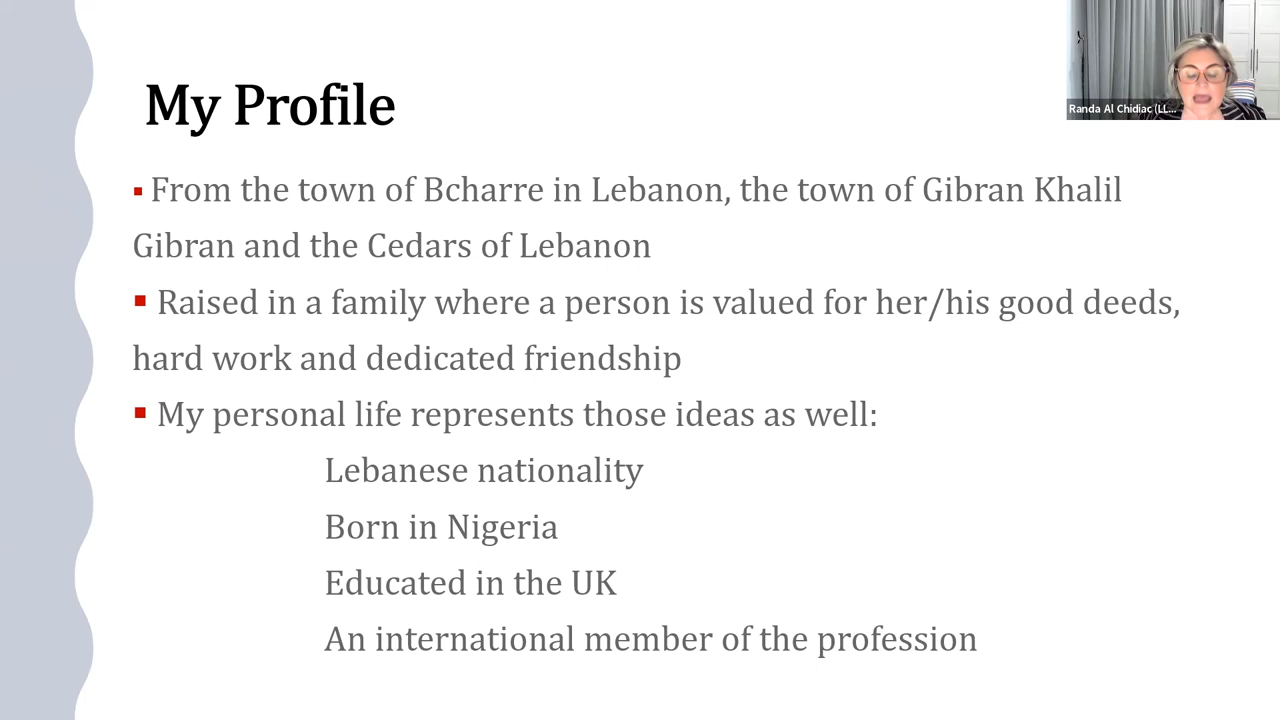 My Profile
Randa Al Chidiac (LL...
▪ From the town of Bcharre in Lebanon, the town of Gibran Khalil
Gibran and the Cedars of Lebanon
▪ Raised in a family where a person is valued for her/his good deeds,
hard work and dedicated friendship
▪ My personal life represents those ideas as well:
Lebanese nationality
Born in Nigeria
Educated in the UK
An international member of the profession